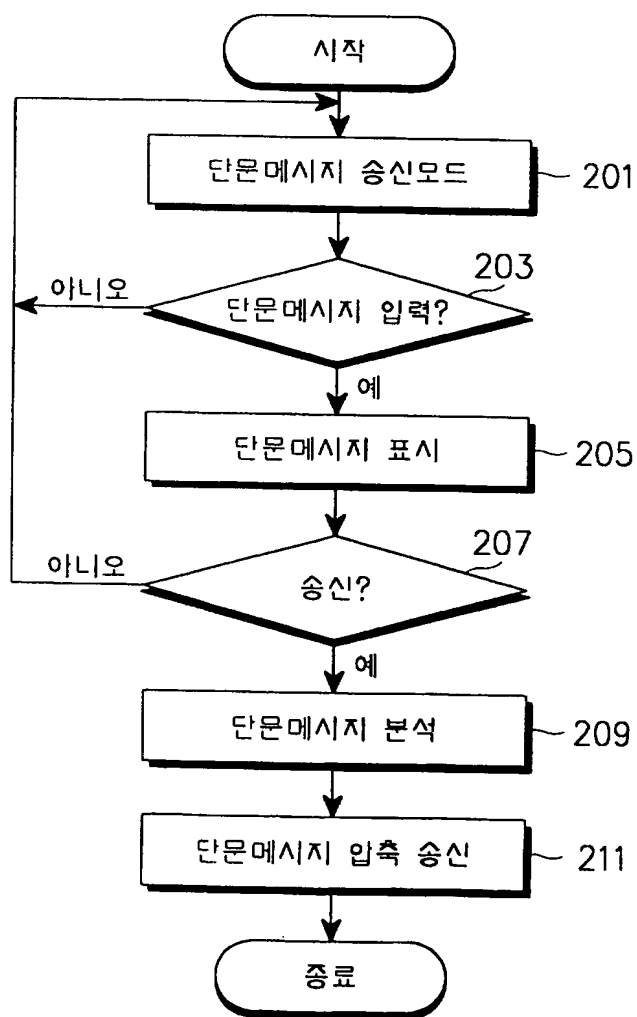 시작
단문메시지 송신모드
201
203
아니오
단문메시지 입력?
예
단문메시지 표시
205
207
아니오
송신?
예
단문메시지 분석
209
단문메시지 압축 송신
211
종료